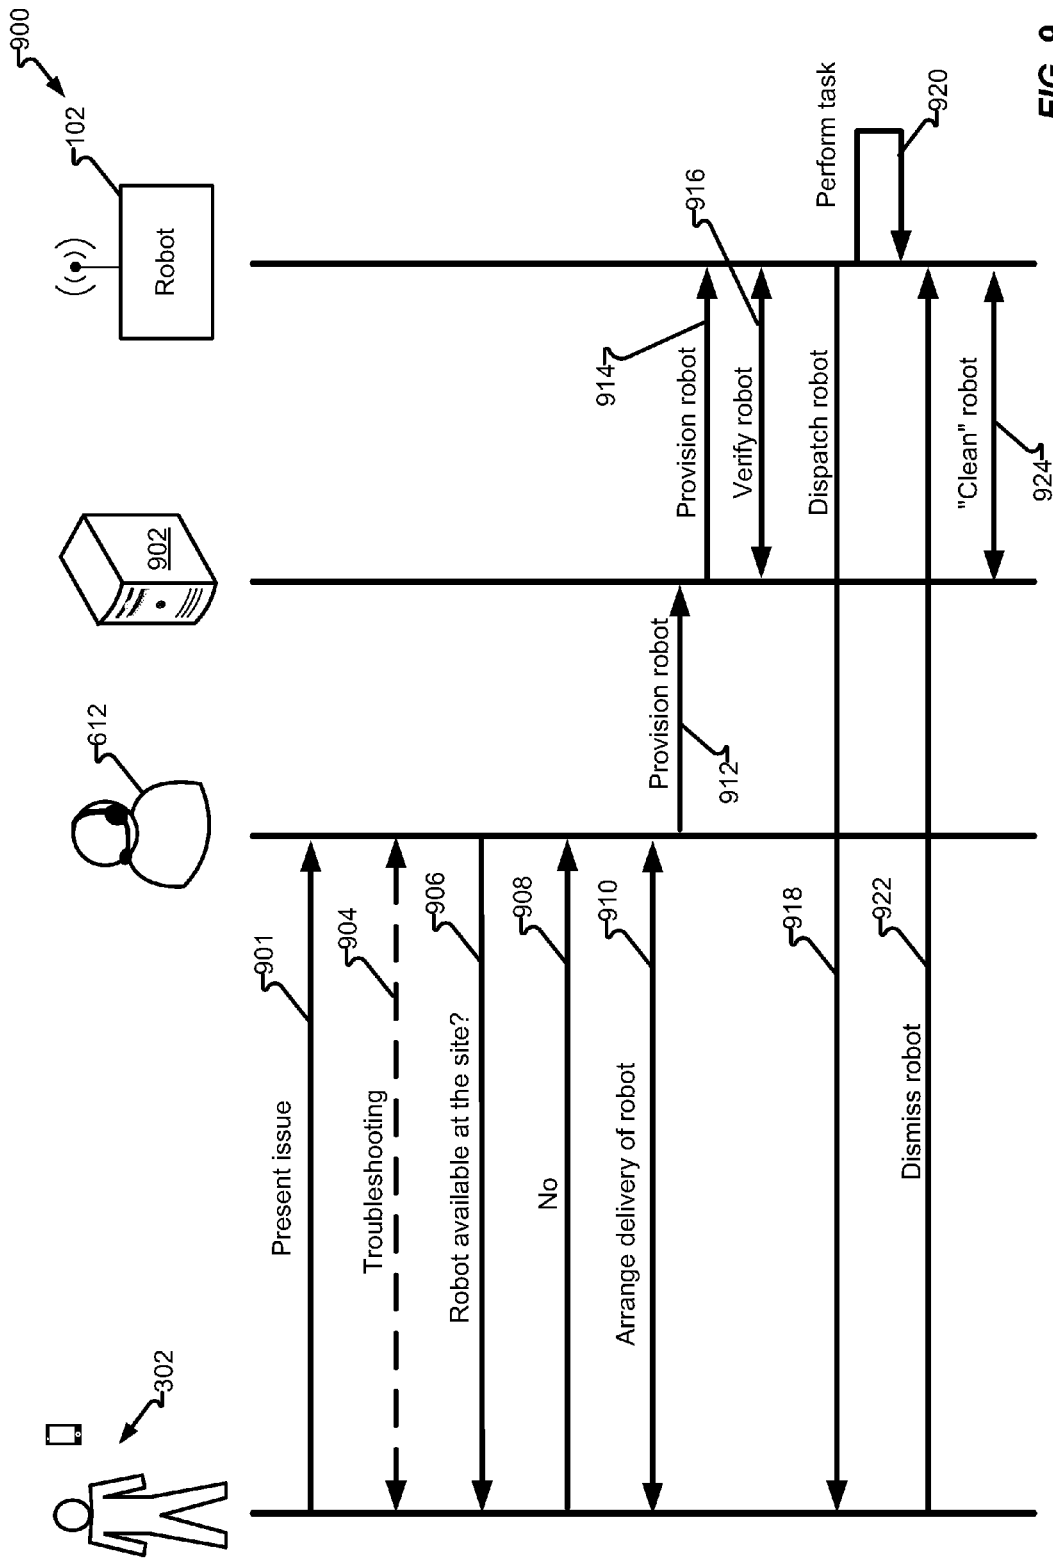 900
102
Robot
902
612
302
Present issue
901
Troubleshooting
904
Robot available at the site?
906
No
908
Arrange delivery of robot
910
Provision robot
912
Provision robot
914
Verify robot
916
Dispatch robot
918
Perform task
920
Dismiss robot
922
"Clean" robot
924
FIG. 9